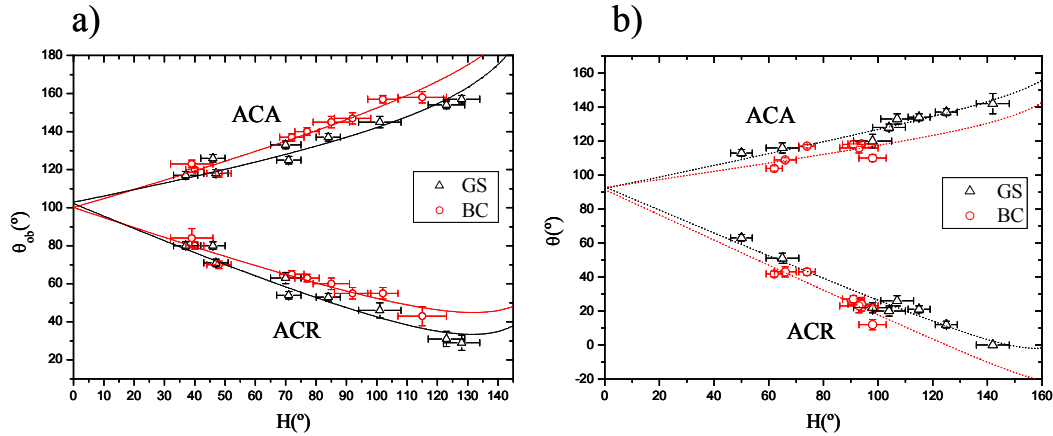 a)
180
160
140
120
100
80
60
40
20
θob(º)
ACA
ACR
GS
BC
0 10 20 30 40 50 60 70 80 90 100 110 120 130 140
H(º)
b)
160
140
120
100
80
60
40
20
0
-20
θ(º)
ACA
ACR
GS
BC
0 20 40 60 80 100 120 140 160
H(º)